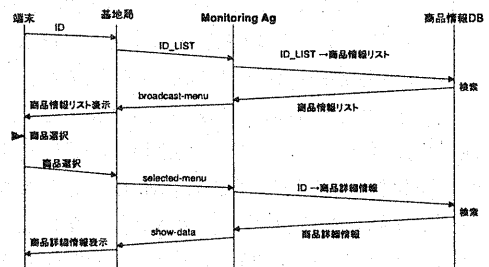 端末
基地局
Monitoring Ag
商品情報DB
ID
ID_LIST
ID_LIST →商品情報リスト
検索
broadcast-menu
商品情報リスト
商品情報リスト表示
商品選択
商品選択
selected-menu
ID →商品詳細情報
検索
show-data
商品詳細情報
商品詳細情報表示